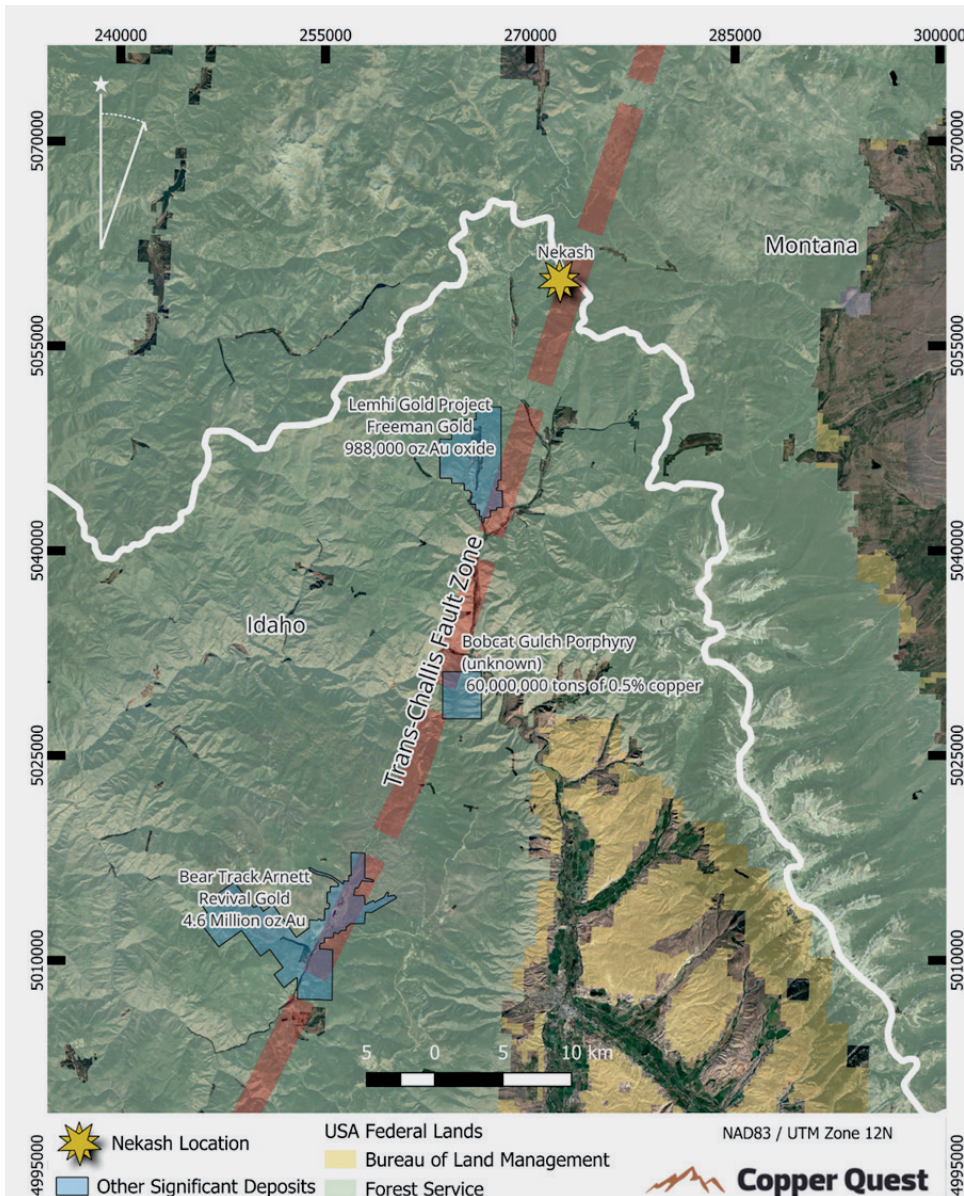 240000 255000 270000 285000 300000
5070000
5070000
Montana
Nekash
5055000
5055000
Lemhi Gold Project
Freeman Gold
988,000 oz Au oxide
5040000
5040000
Trans-Challis Fault Zone
Idaho
Bobcat Gulch Porphyry
(unknown)
60,000,000 tons of 0.5% copper
5025000
5025000
Bear Track Arnett
Revival Gold
4.6 Million oz Au
5010000
5010000
5 0 5 10 km
4995000
4995000
Nekash Location
Other Significant Deposits
USA Federal Lands
Bureau of Land Management
Forest Service
NAD83 / UTM Zone 12N
Copper Quest